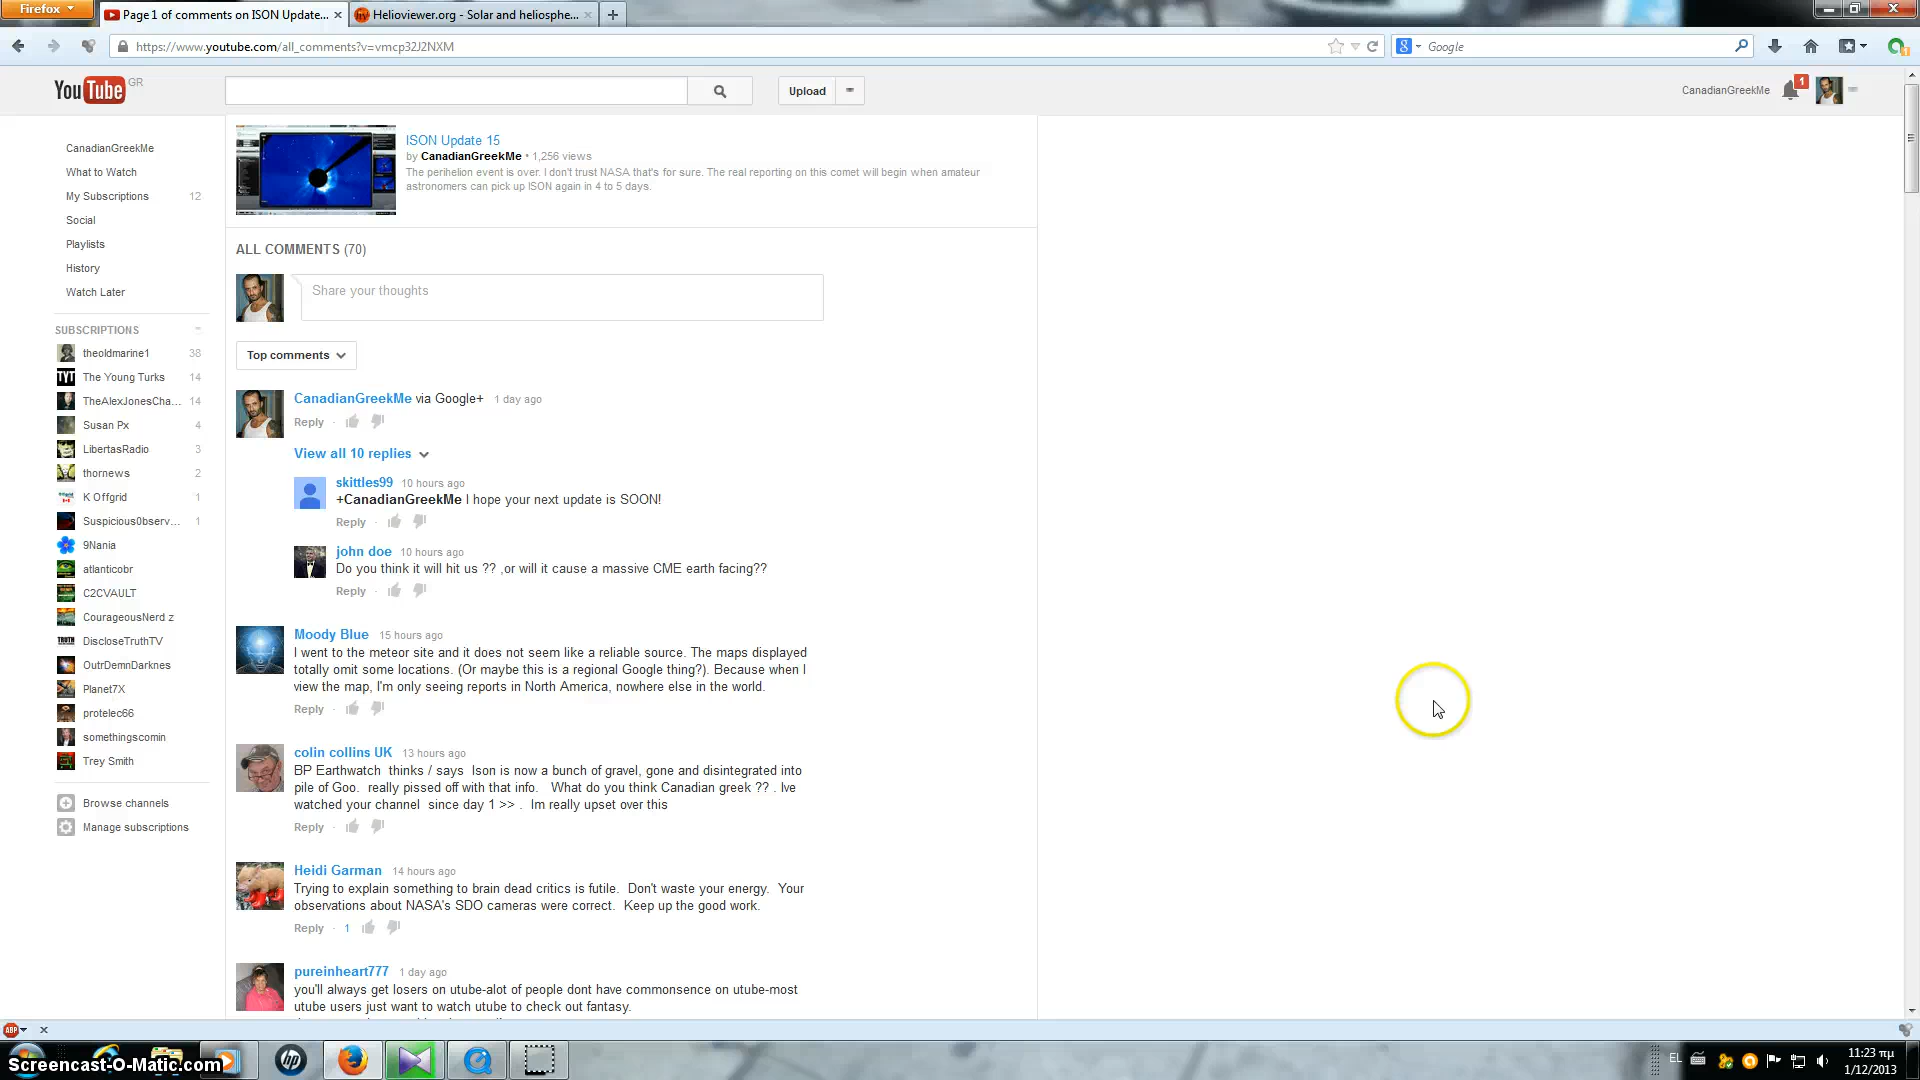 Firefox
Page 1 of comments on ISON Update...
Helioviewer.org - Solar and heliosphe...
https://www.youtube.com/all_comments?v=vmcp32J2NXM
Google
YouTube GR
Upload
CanadianGreekMe
1
CanadianGreekMe
What to Watch
My Subscriptions 12
Social
Playlists
History
Watch Later
SUBSCRIPTIONS
theoldmarine1 38
The Young Turks 14
TheAlexJonesCha... 14
Susan Px 4
LibertasRadio 3
thornews 2
K Offgrid 1
Suspicious0bserv... 1
9Nania
atlanticobr
C2CVAULT
CourageousNerd z
DiscloseTruthTV
OutrDemnDarknes
Planet7X
protelec66
somethingscomin
Trey Smith
Browse channels
Manage subscriptions
ISON Update 15
by CanadianGreekMe • 1,256 views
The perihelion event is over. I don't trust NASA that's for sure. The real reporting on this comet will begin when amateur
astronomers can pick up ISON again in 4 to 5 days.
ALL COMMENTS (70)
Share your thoughts
Top comments
CanadianGreekMe via Google+ 1 day ago
Reply ·
View all 10 replies
skittles99 10 hours ago
+CanadianGreekMe I hope your next update is SOON!
Reply ·
john doe 10 hours ago
Do you think it will hit us ?? ,or will it cause a massive CME earth facing??
Reply ·
Moody Blue 15 hours ago
I went to the meteor site and it does not seem like a reliable source. The maps displayed
totally omit some locations. (Or maybe this is a regional Google thing?). Because when I
view the map, I'm only seeing reports in North America, nowhere else in the world.
Reply ·
colin collins UK 13 hours ago
BP Earthwatch thinks / says Ison is now a bunch of gravel, gone and disintegrated into
pile of Goo. really pissed off with that info. What do you think Canadian greek ?? . Ive
watched your channel since day 1 >> . Im really upset over this
Reply ·
Heidi Garman 14 hours ago
Trying to explain something to brain dead critics is futile. Don't waste your energy. Your
observations about NASA's SDO cameras were correct. Keep up the good work.
Reply · 1
pureinheart777 1 day ago
you'll always get losers on utube-alot of people dont have commonsence on utube-most
utube users just want to watch utube to check out fantasy.
ABP
Screencast-O-Matic.com
hp
EL
11:23 πμ
1/12/2013